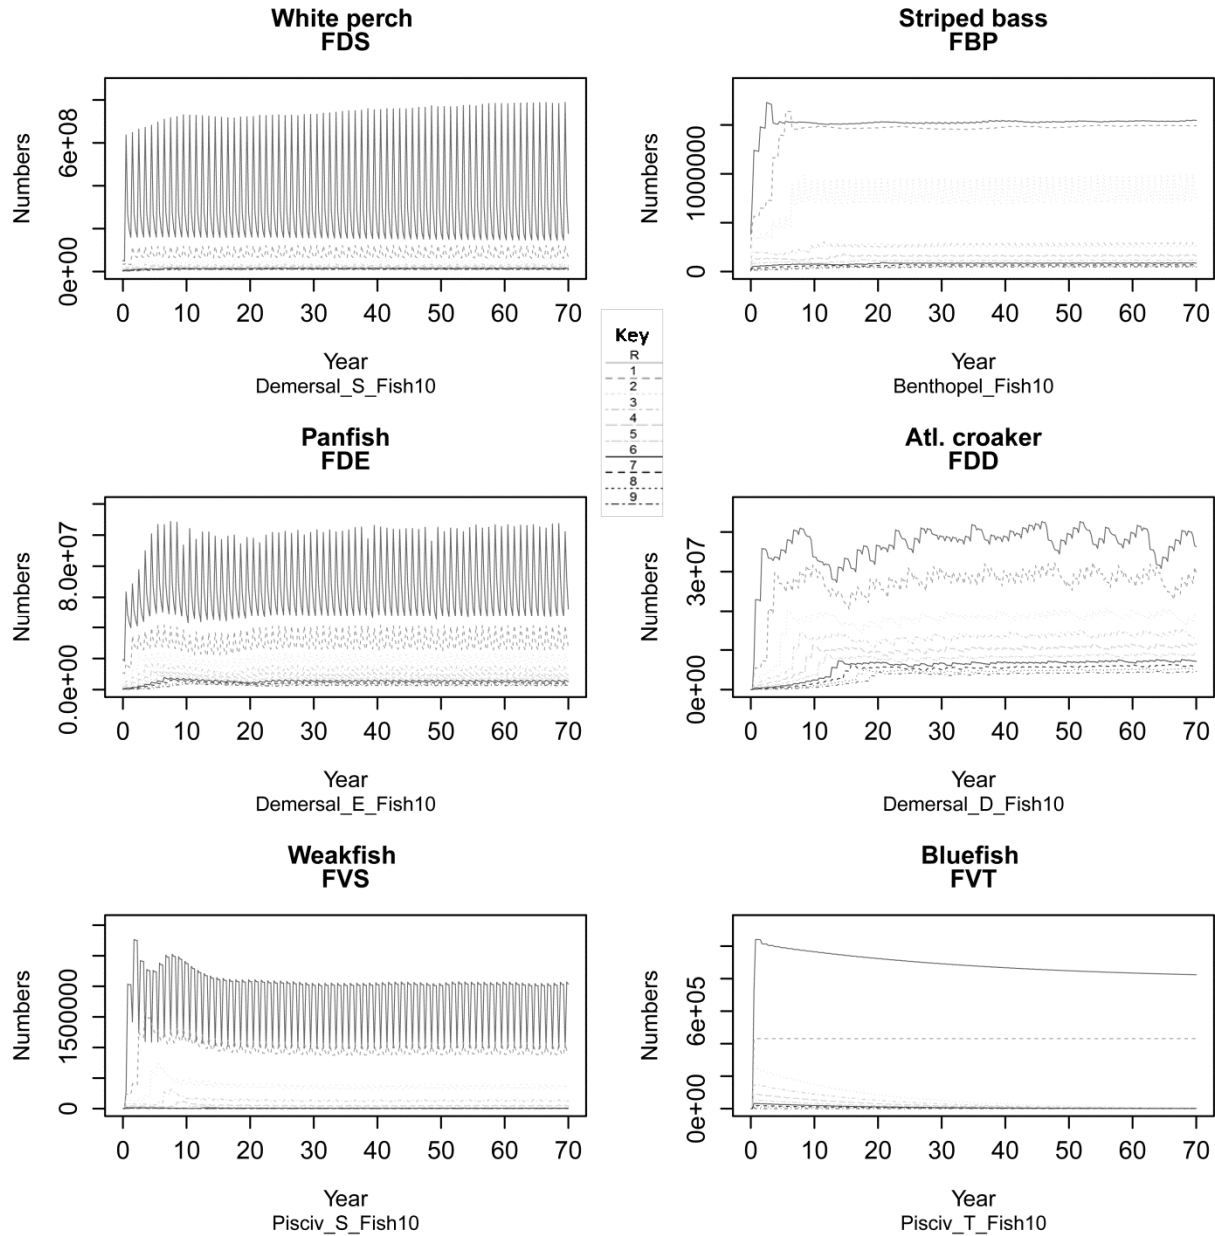 White perch
FDS
Numbers
6e+08
0e+00
0 10 20 30 40 50 60 70
Year
Demersal_S_Fish10
Striped bass
FBP
Numbers
1000000
0
0 10 20 30 40 50 60 70
Year
Benthopel_Fish10
Key
R
1
2
3
4
5
6
7
8
9
Panfish
FDE
Numbers
8.0e+07
0.0e+00
0 10 20 30 40 50 60 70
Year
Demersal_E_Fish10
Atl. croaker
FDD
Numbers
3e+07
0e+00
0 10 20 30 40 50 60 70
Year
Demersal_D_Fish10
Weakfish
FVS
Numbers
1500000
0
0 10 20 30 40 50 60 70
Year
Pisciv_S_Fish10
Bluefish
FVT
Numbers
6e+05
0e+00
0 10 20 30 40 50 60 70
Year
Pisciv_T_Fish10